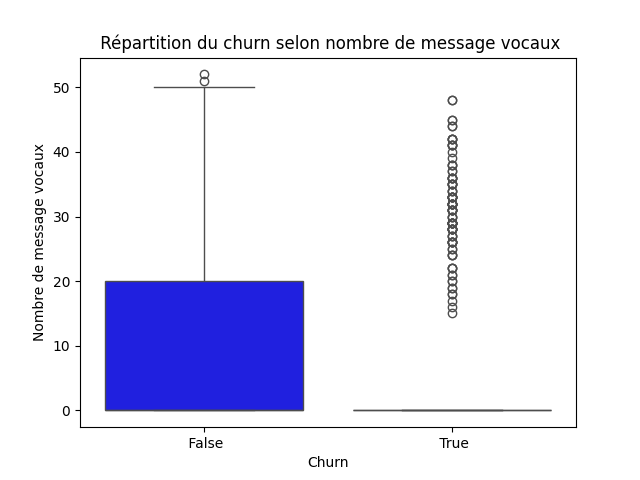 Répartition du churn selon nombre de message vocaux
Nombre de message vocaux
50
40
30
20
10
0
False
True
Churn